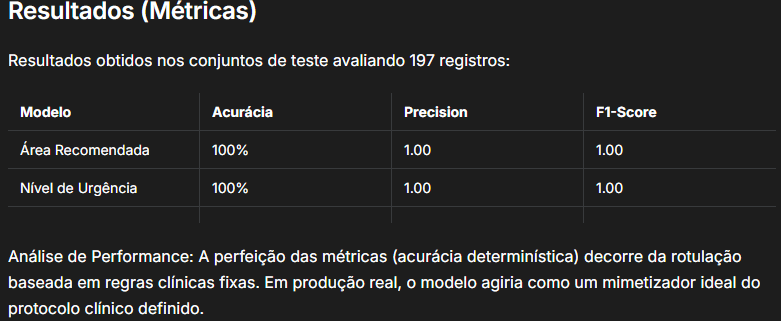 Resultados (Métricas)
Resultados obtidos nos conjuntos de teste avaliando 197 registros:
Modelo Acurácia Precision F1-Score
Área Recomendada 100% 1.00 1.00
Nível de Urgência 100% 1.00 1.00
Análise de Performance: A perfeição das métricas (acurácia determinística) decorre da rotulação
baseada em regras clínicas fixas. Em produção real, o modelo agiria como um mimetizador ideal do
protocolo clínico definido.